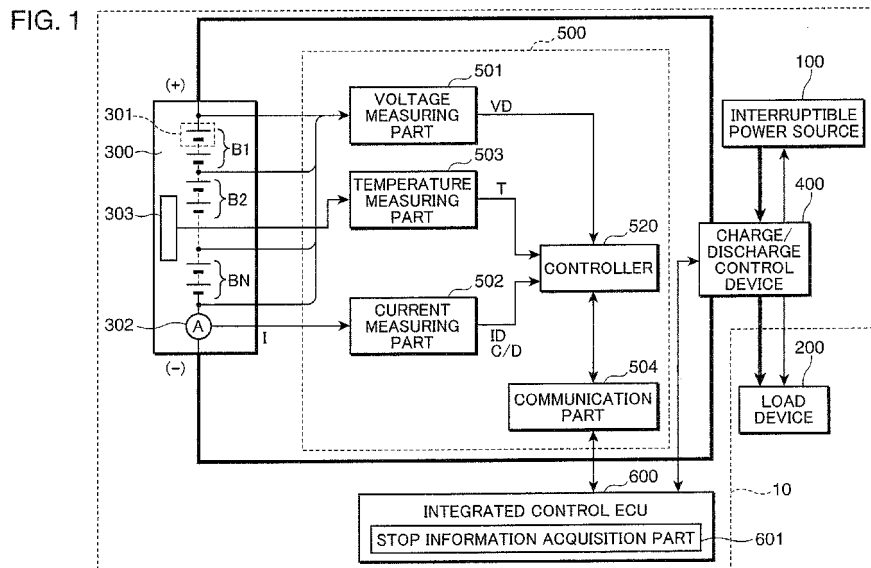 FIG. 1
500
(+)
501
VOLTAGE
MEASURING
PART
VD
100
INTERRUPTIBLE
POWER SOURCE
301
300
B1
503
TEMPERATURE
MEASURING
PART
T
400
303
B2
520
CONTROLLER
CHARGE/
DISCHARGE
CONTROL
DEVICE
BN
502
CURRENT
MEASURING
PART
ID
C/D
302
A
I
(−)
504
COMMUNICATION
PART
200
LOAD
DEVICE
600
INTEGRATED CONTROL ECU
STOP INFORMATION ACQUISITION PART
601
10